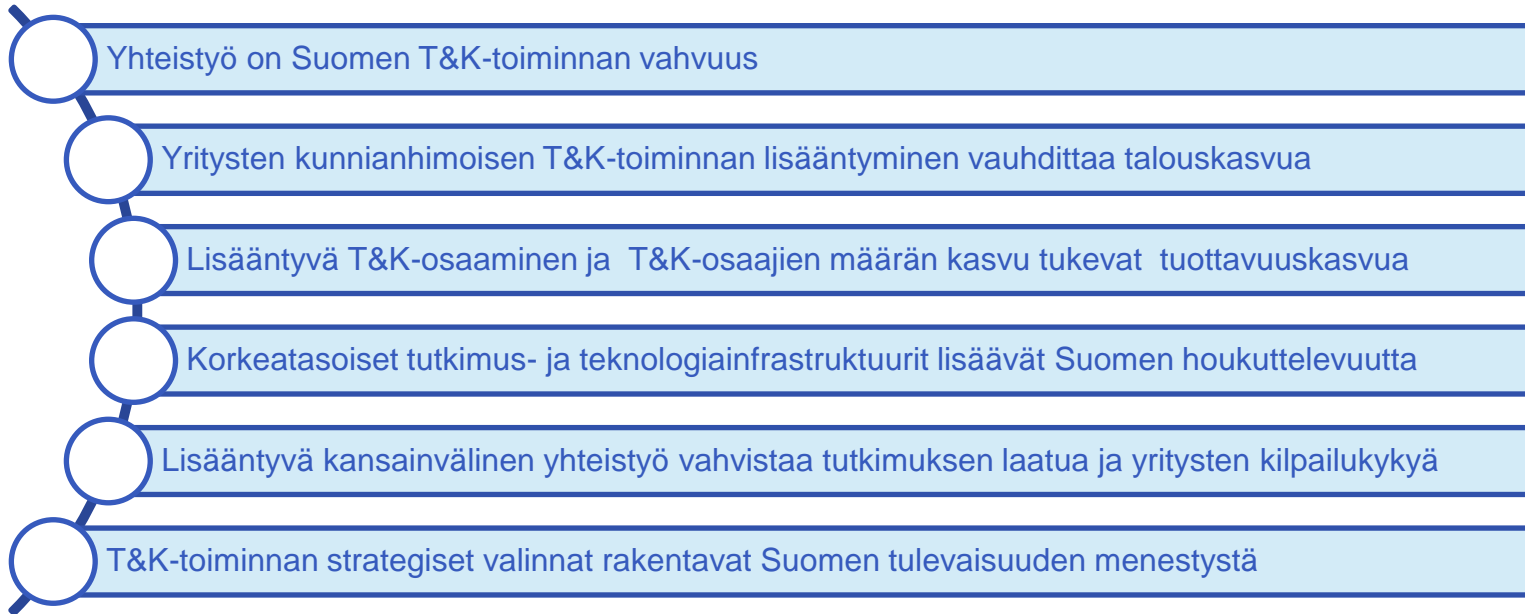 Yhteistyö on Suomen T&K-toiminnan vahvuus
Yritysten kunnianhimoisen T&K-toiminnan lisääntyminen vauhdittaa talouskasvua
Lisääntyvä T&K-osaaminen ja  T&K-osaajien määrän kasvu tukevat  tuottavuuskasvua
Korkeatasoiset tutkimus- ja teknologiainfrastruktuurit lisäävät Suomen houkuttelevuutta
Lisääntyvä kansainvälinen yhteistyö vahvistaa tutkimuksen laatua ja yritysten kilpailukykyä
T&K-toiminnan strategiset valinnat rakentavat Suomen tulevaisuuden menestystä